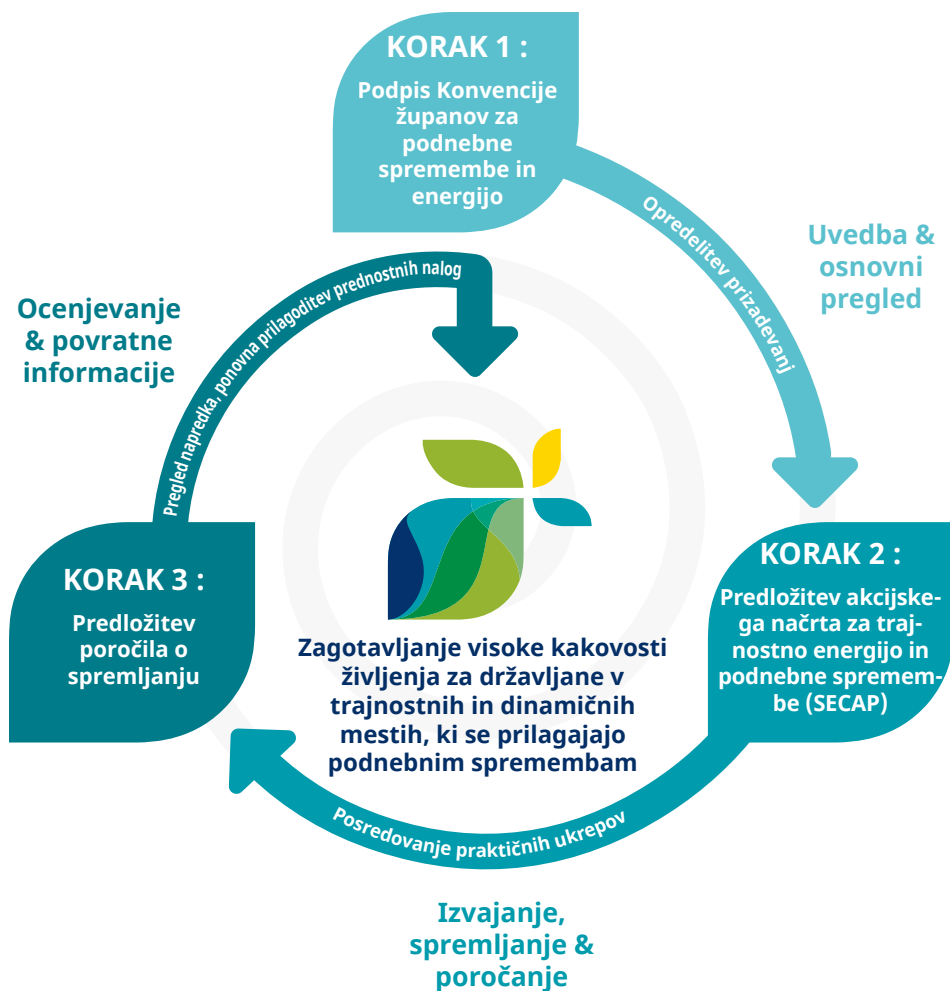 KORAK 1 :
Podpis Konvencije
županov za
podnebne
spremembe in
energijo
Opredelitev prizadevanj
Uvedba &
osnovni
pregled
KORAK 2 :
Predložitev akcijske-
ga načrta za traj-
nostno energijo in
podnebne spremem-
be (SECAP)
Posredovanje praktičnih ukrepov
Izvajanje,
spremljanje &
poročanje
KORAK 3 :
Predložitev
poročila o
spremljanju
Pregled napredka, ponovna prilagoditev prednostnih nalog
Ocenjevanje
& povratne
informacije
Zagotavljanje visoke kakovosti
življenja za državljane v
trajnostnih in dinamičnih
mestih, ki se prilagajajo
podnebnim spremembam